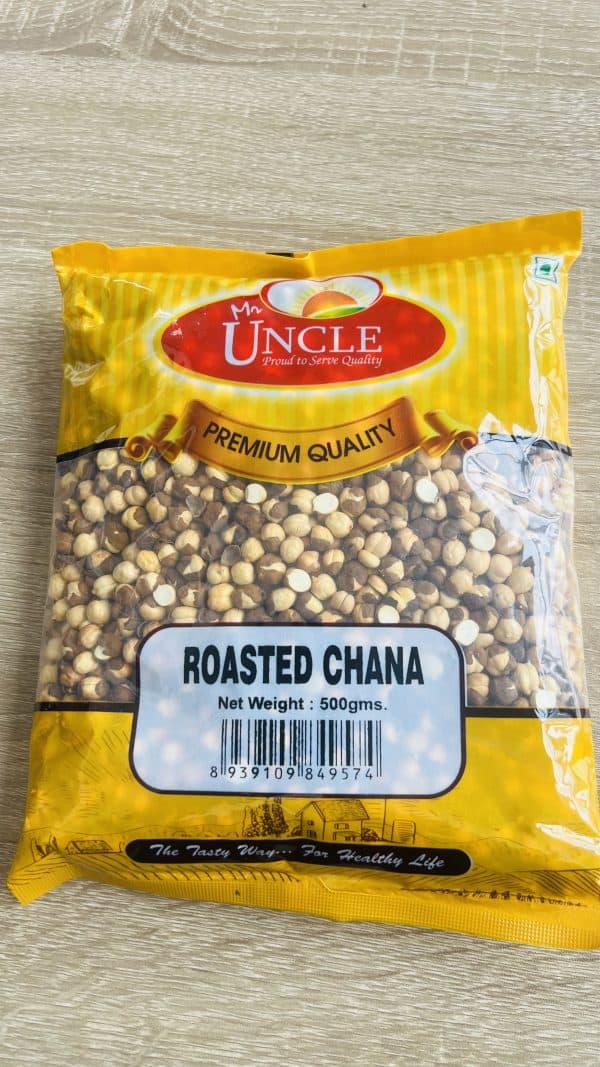 Mr
UNCLE
Proud to Serve Quality
PREMIUM QUALITY
ROASTED CHANA
Net Weight : 500gms.
8 939109 849574
The Tasty Way... For Healthy Life